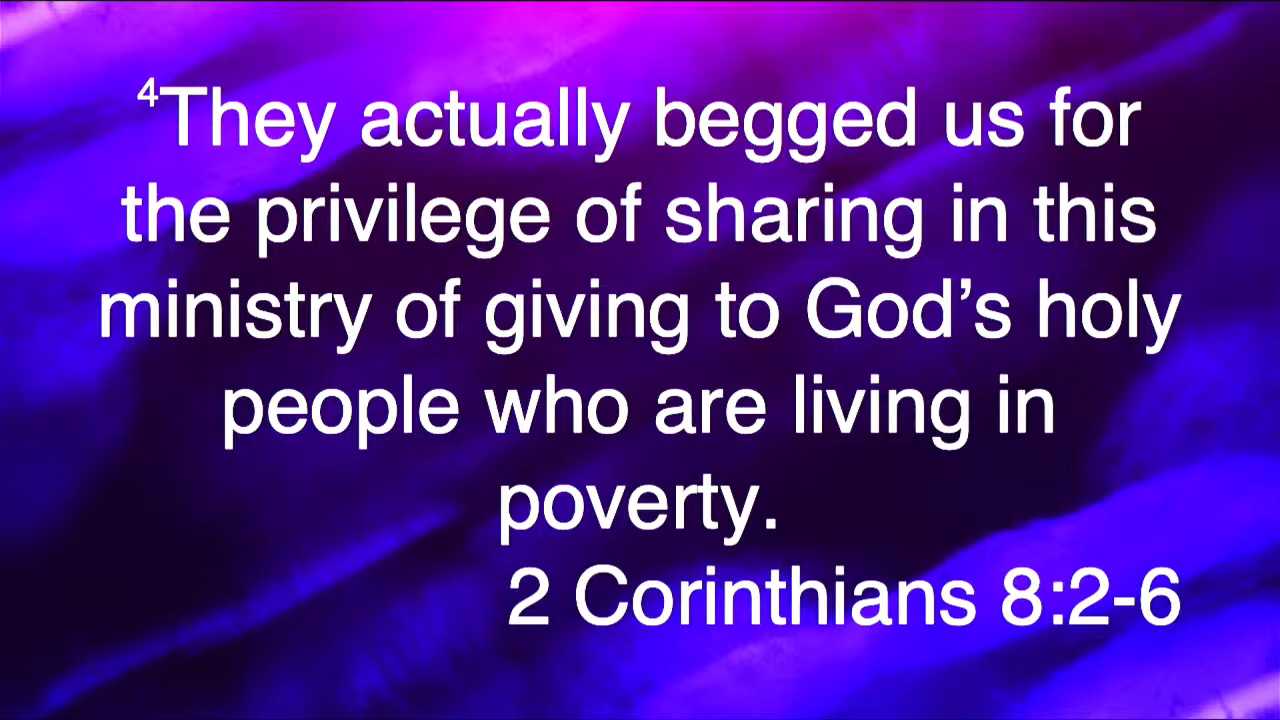 ⁴They actually begged us for
the privilege of sharing in this
ministry of giving to God’s holy
people who are living in
poverty.
2 Corinthians 8:2-6